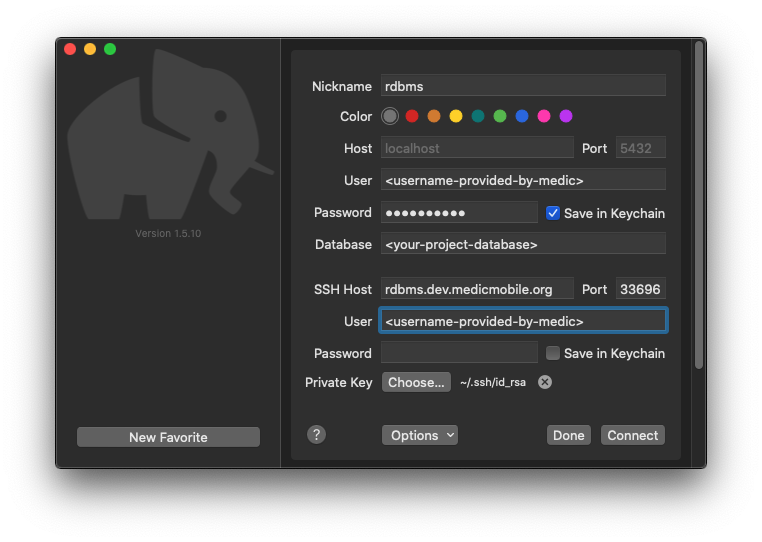 Nickname rdbms
Color
Host localhost Port 5432
User <username-provided-by-medic>
Password ●●●●●●●●●● Save in Keychain
Version 1.5.10
Database <your-project-database>
SSH Host rdbms.dev.medicmobile.org Port 33696
User <username-provided-by-medic>
Password Save in Keychain
Private Key Choose... ~/.ssh/id_rsa
New Favorite ? Options Done Connect